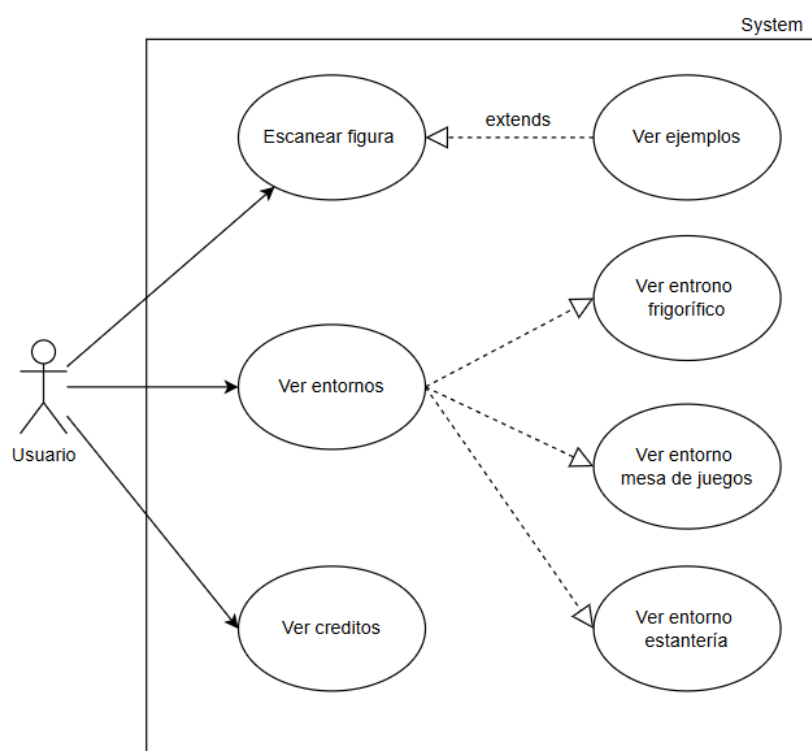 System
Escanear figura
extends
Ver ejemplos
Ver entrono
frigorífico
Usuario
Ver entornos
Ver entorno
mesa de juegos
Ver creditos
Ver entorno
estantería